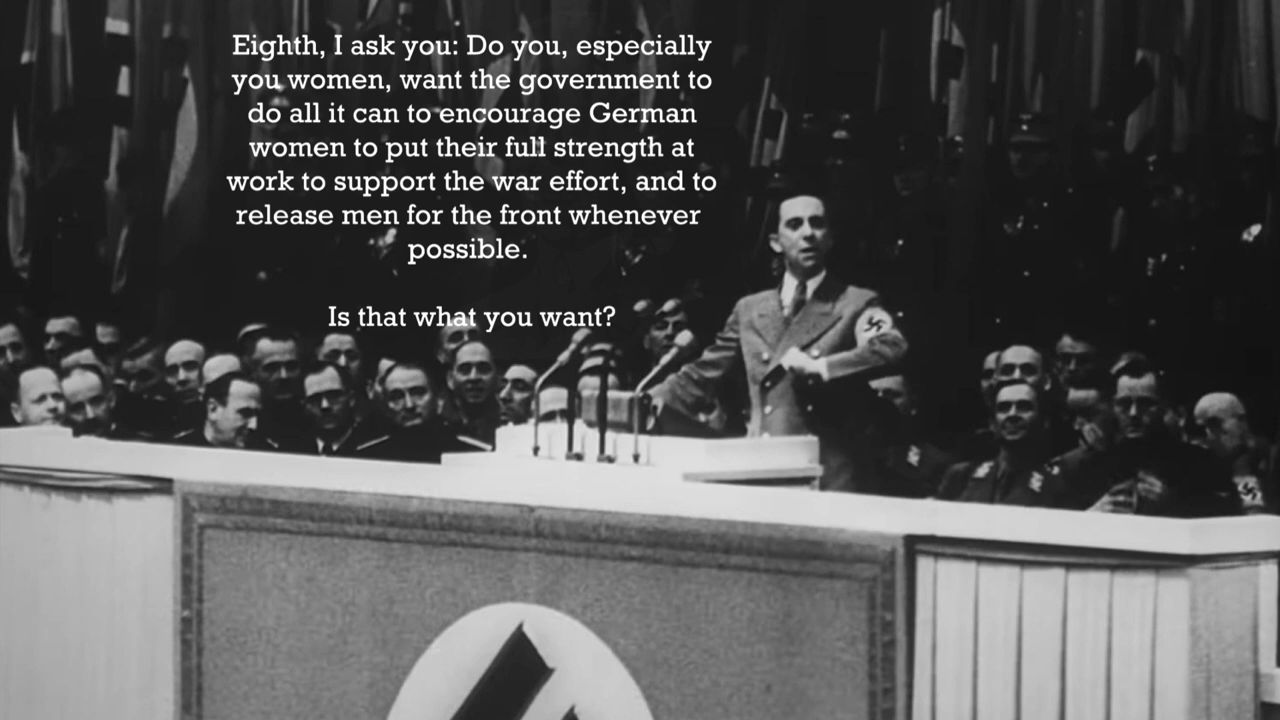 Eighth, I ask you: Do you, especially
you women, want the government to
do all it can to encourage German
women to put their full strength at
work to support the war effort, and to
release men for the front whenever
possible.
Is that what you want?